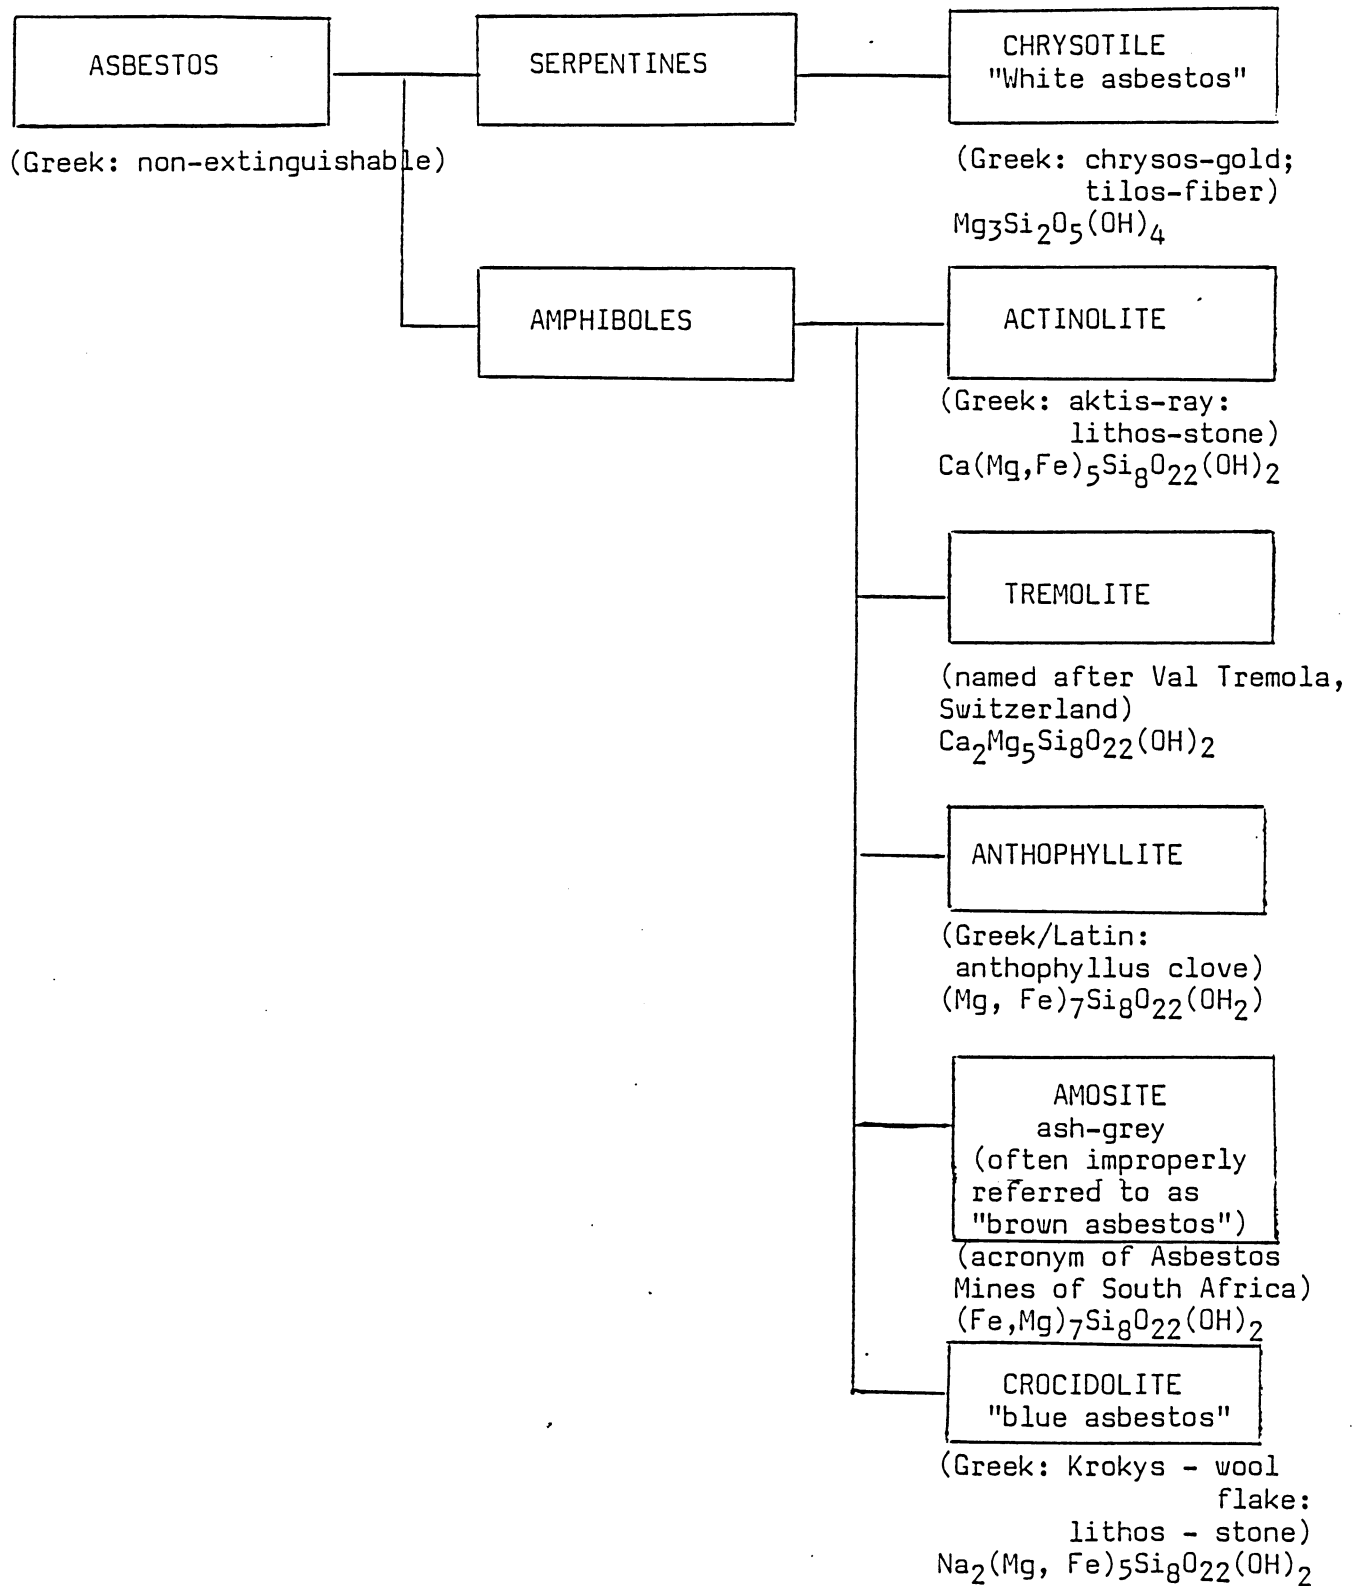 ASBESTOS
(Greek: non-extinguishable)
SERPENTINES
CHRYSOTILE
"White asbestos"
(Greek: chrysos-gold;
tilos-fiber)
Mg₃Si₂O₅(OH)₄
AMPHIBOLES
ACTINOLITE
(Greek: aktis-ray:
lithos-stone)
Ca(Mg,Fe)₅Si₈O₂₂(OH)₂
TREMOLITE
(named after Val Tremola,
Switzerland)
Ca₂Mg₅Si₈O₂₂(OH)₂
ANTHOPHYLLITE
(Greek/Latin:
anthophyllus clove)
(Mg, Fe)₇Si₈O₂₂(OH₂)
AMOSITE
ash-grey
(often improperly
referred to as
"brown asbestos")
(acronym of Asbestos
Mines of South Africa)
(Fe,Mg)₇Si₈O₂₂(OH)₂
CROCIDOLITE
"blue asbestos"
(Greek: Krokys - wool
flake:
lithos - stone)
Na₂(Mg, Fe)₅Si₈O₂₂(OH)₂